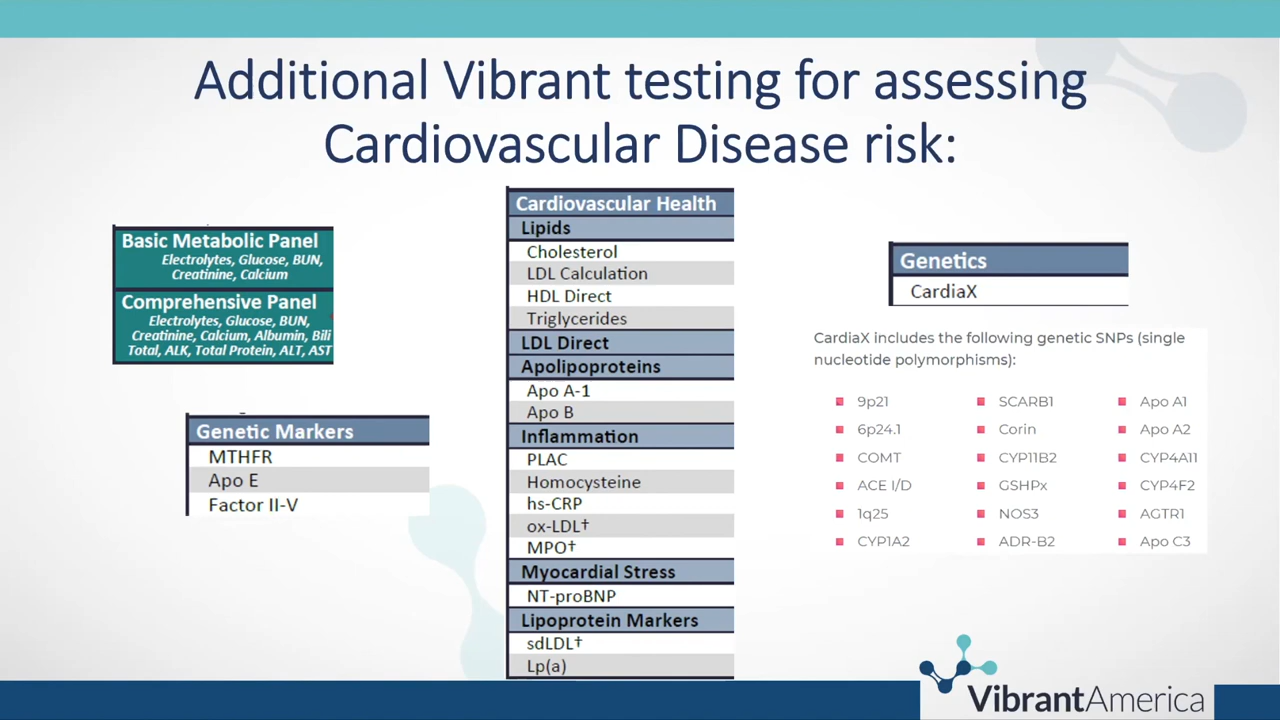 Additional Vibrant testing for assessing
Cardiovascular Disease risk:
Basic Metabolic Panel
Electrolytes, Glucose, BUN,
Creatinine, Calcium
Comprehensive Panel
Electrolytes, Glucose, BUN,
Creatinine, Calcium, Albumin, Bili
Total, ALK, Total Protein, ALT, AST
Genetic Markers
MTHFR
Apo E
Factor II-V
Cardiovascular Health
Lipids
Cholesterol
LDL Calculation
HDL Direct
Triglycerides
LDL Direct
Apolipoproteins
Apo A-1
Apo B
Inflammation
PLAC
Homocysteine
hs-CRP
ox-LDL†
MPO†
Myocardial Stress
NT-proBNP
Lipoprotein Markers
sdLDL†
Lp(a)
Genetics
CardiaX
CardiaX includes the following genetic SNPs (single
nucleotide polymorphisms):
9p21
6p24.1
COMT
ACE I/D
1q25
CYP1A2
SCARB1
Corin
CYP11B2
GSHPx
NOS3
ADR-B2
Apo A1
Apo A2
CYP4A11
CYP4F2
AGTR1
Apo C3
VibrantAmerica